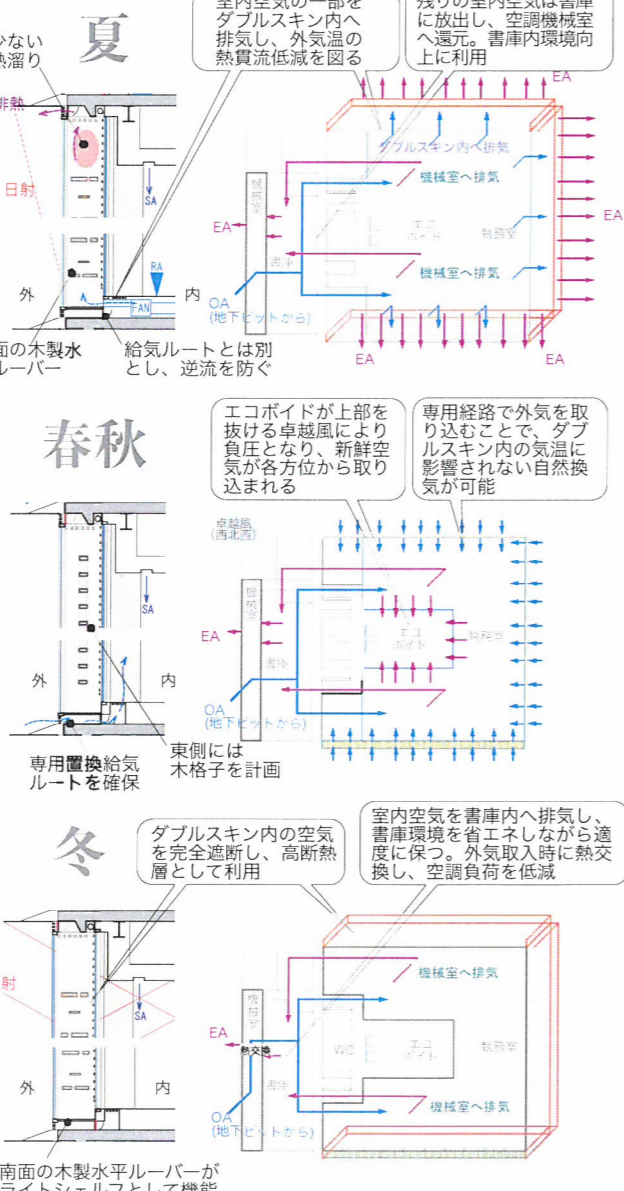 夏
室内空気の一部を
ダブルスキン内へ
排気し、外気温の
熱貫流低減を図る
残りの室内空気は書庫
に放出し、空調機械室
へ還元。書庫内環境向
上に利用
少ない
熱溜り
排熱
日射
SA
RA
FAN
外
内
面の木製水
ルーバー
給気ルートとは別
とし、逆流を防ぐ
EA
ダブルスキン内へ排気
機械室へ排気
機械室
EA
書庫
エコ
ボイド
執務室
EA
機械室へ排気
OA
(地下ピットから)
EA
EA
春秋
エコボイドが上部を
抜ける卓越風により
負圧となり、新鮮空
気が各方位から取り
込まれる
専用経路で外気を取
り込むことで、ダブ
ルスキン内の気温に
影響されない自然換
気が可能
SA
外
内
専用置換給気
ルートを確保
東側には
木格子を計画
卓越風
(西北西)
機械室
EA
書庫
エコ
ボイド
執務室
OA
(地下ピットから)
冬
ダブルスキン内の空気
を完全遮断し、高断熱
層として利用
室内空気を書庫内へ排気し、
書庫環境を省エネしながら適
度に保つ。外気取入時に熱交
換し、空調負荷を低減
射
SA
外
内
南面の木製水平ルーバーが
ライトシェルフとして機能
機械室へ排気
機械室
EA
熱交換
WC
エコ
ボイド
執務室
書庫
OA
(地下ピットから)
機械室へ排気